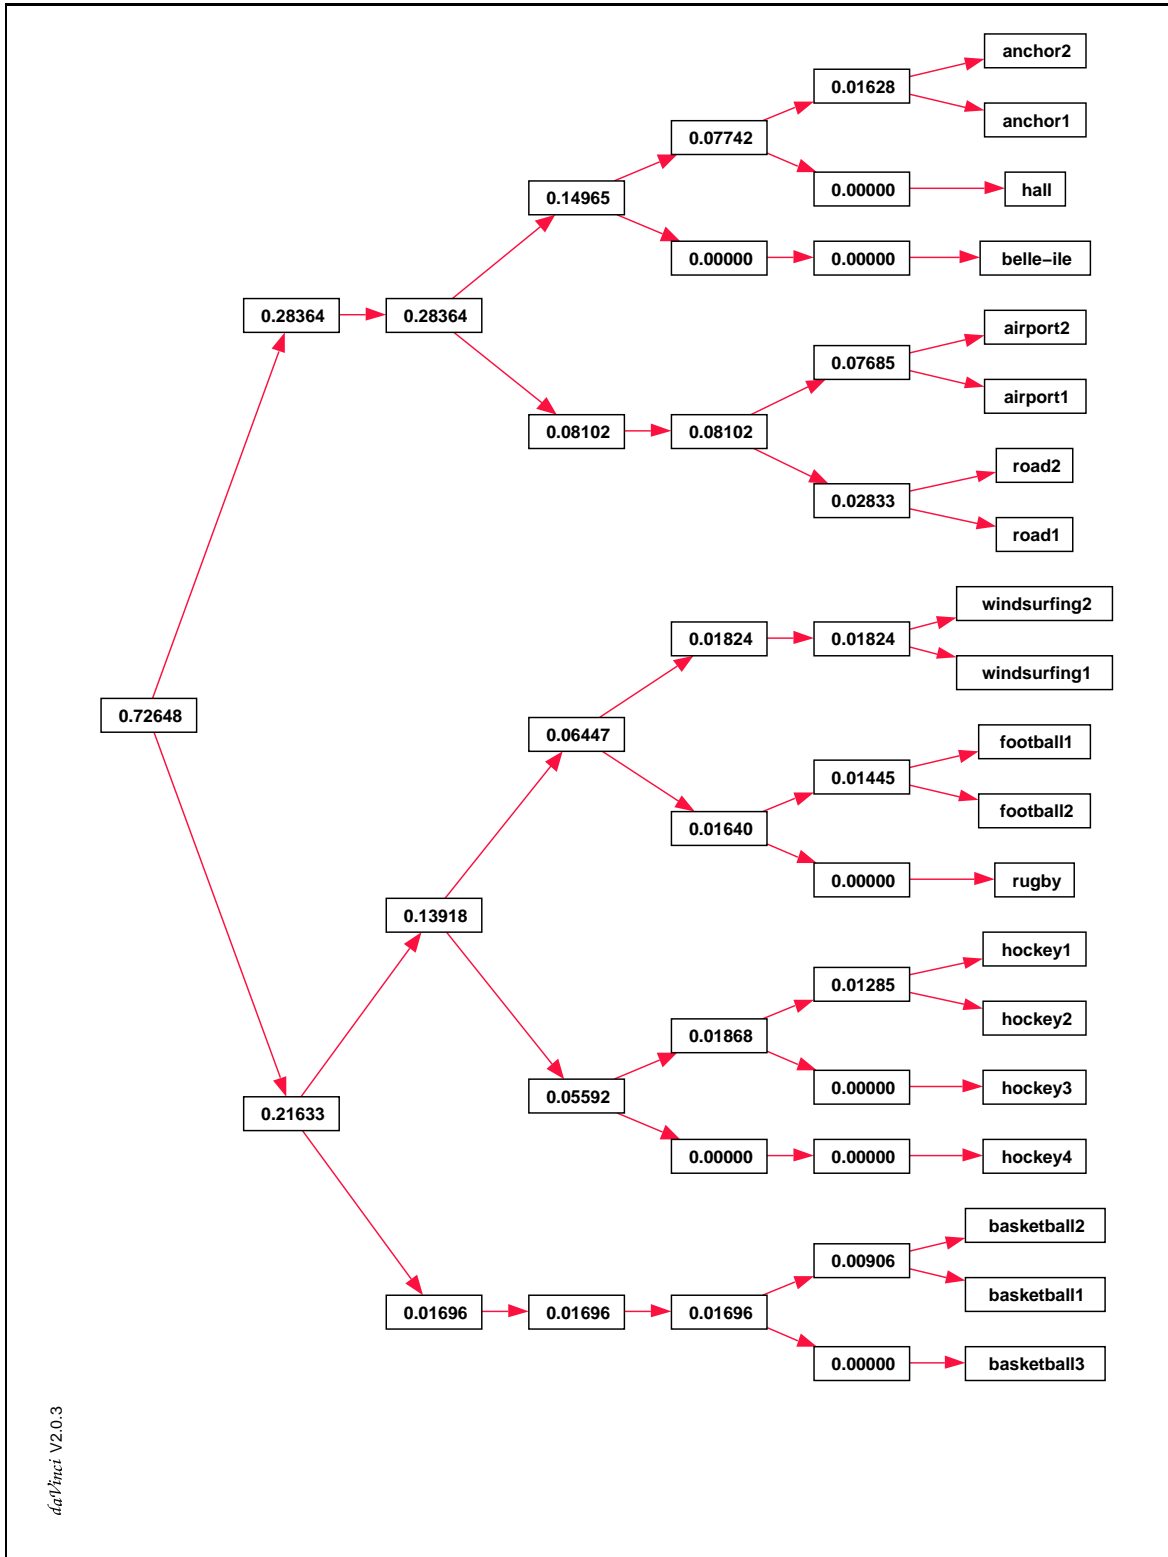 anchor2
0.01628
anchor1
0.07742
0.00000
hall
0.14965
0.00000
0.00000
belle-ile
0.28364
0.28364
airport2
0.07685
airport1
0.08102
0.08102
road2
0.02833
road1
windsurfing2
0.01824
0.01824
windsurfing1
0.72648
0.06447
football1
0.01445
football2
0.01640
0.00000
rugby
0.13918
hockey1
0.01285
hockey2
0.01868
0.00000
hockey3
0.05592
0.21633
0.00000
0.00000
hockey4
basketball2
0.00906
basketball1
0.01696
0.01696
0.01696
0.00000
basketball3
daVinci V2.0.3